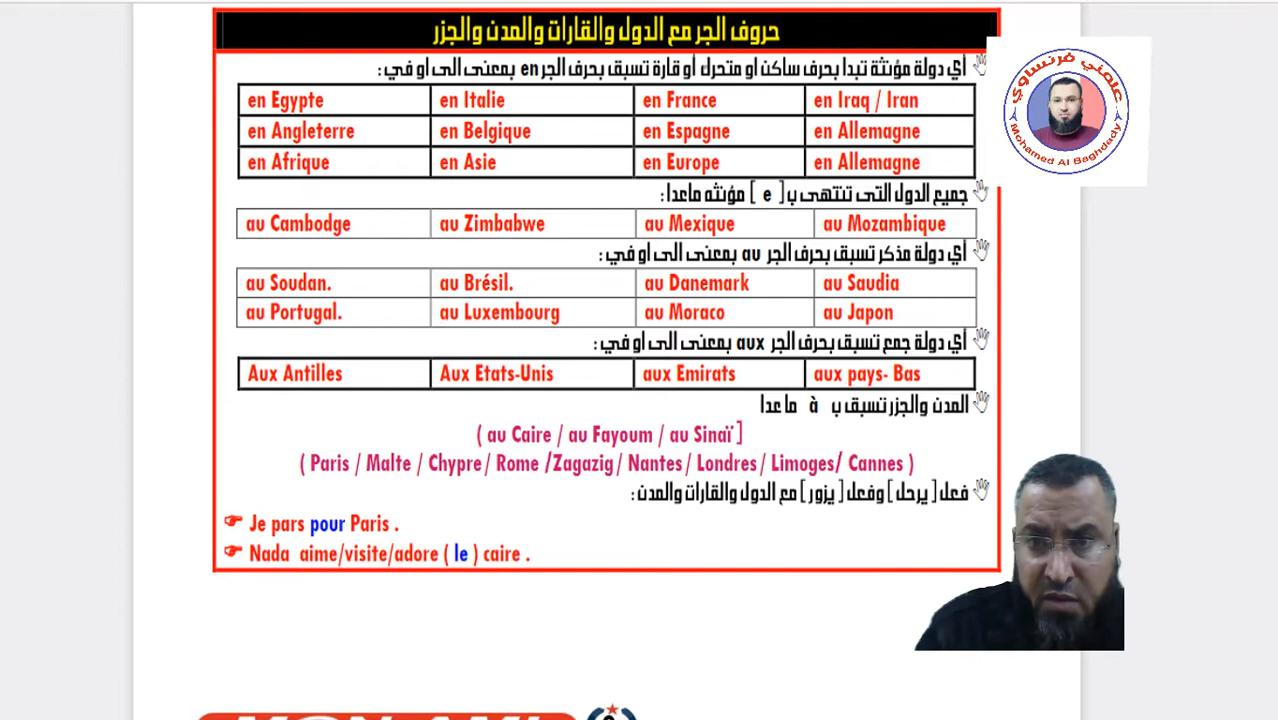 حروف الجر مع الدول والقارات والمدن والجزر
أي دولة مؤنثة تبدا بحرف ساكن او متحرك أو قارة تسبق بحرف الجر en بمعنى الى او في :
en Egypte en Italie en France en Iraq / Iran
en Angleterre en Belgique en Espagne en Allemagne
en Afrique en Asie en Europe en Allemagne
جميع الدول التى تنتهى ب [ e ] مؤنثه ماعدا :
au Cambodge au Zimbabwe au Mexique au Mozambique
أي دولة مذكر تسبق بحرف الجر au بمعنى الى او في :
au Soudan. au Brésil. au Danemark au Saudia
au Portugal. au Luxembourg au Moraco au Japon
أي دولة جمع تسبق بحرف الجر aux بمعنى الى او في :
Aux Antilles Aux Etats-Unis aux Emirats aux pays- Bas
المدن والجزر تسبق ب à ما عدا
( au Caire / au Fayoum / au Sinaï ]
( Paris / Malte / Chypre / Rome /Zagazig / Nantes / Londres / Limoges/ Cannes )
فعل [ يرحل ] وفعل [ يزور ] مع الدول والقارات والمدن :
Je pars pour Paris .
Nada aime/visite/adore ( le ) caire .
علمني فرنساوي
Mohamed Al Baghdady
MON AMI